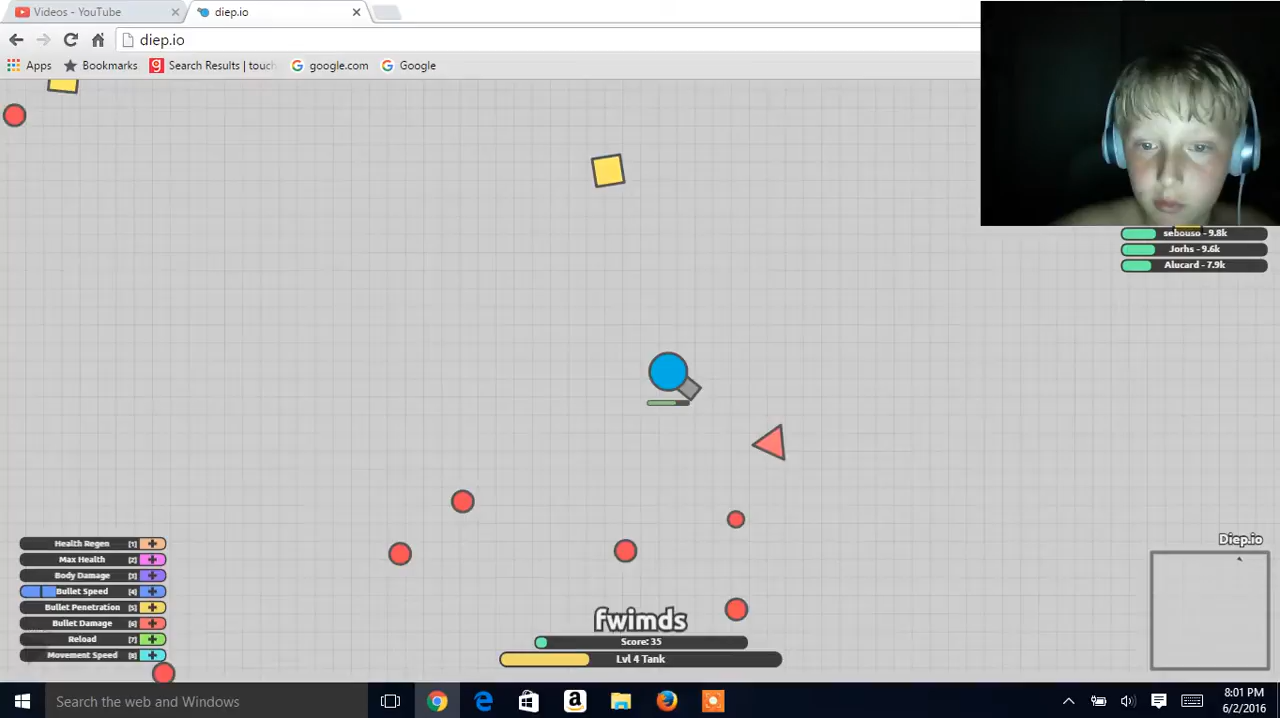 Videos - YouTube
diep.io
diep.io
Apps
Bookmarks
Search Results | touch
google.com
Google
sebouso - 9.8k
Jorhs - 9.6k
Alucard - 7.9k
Health Regen [1]
Max Health [2]
Body Damage [3]
Bullet Speed [4]
Bullet Penetration [5]
Bullet Damage [6]
Reload [7]
Movement Speed [8]
Diep.io
fwimds
Score: 35
Lvl 4 Tank
Search the web and Windows
8:01 PM
6/2/2016